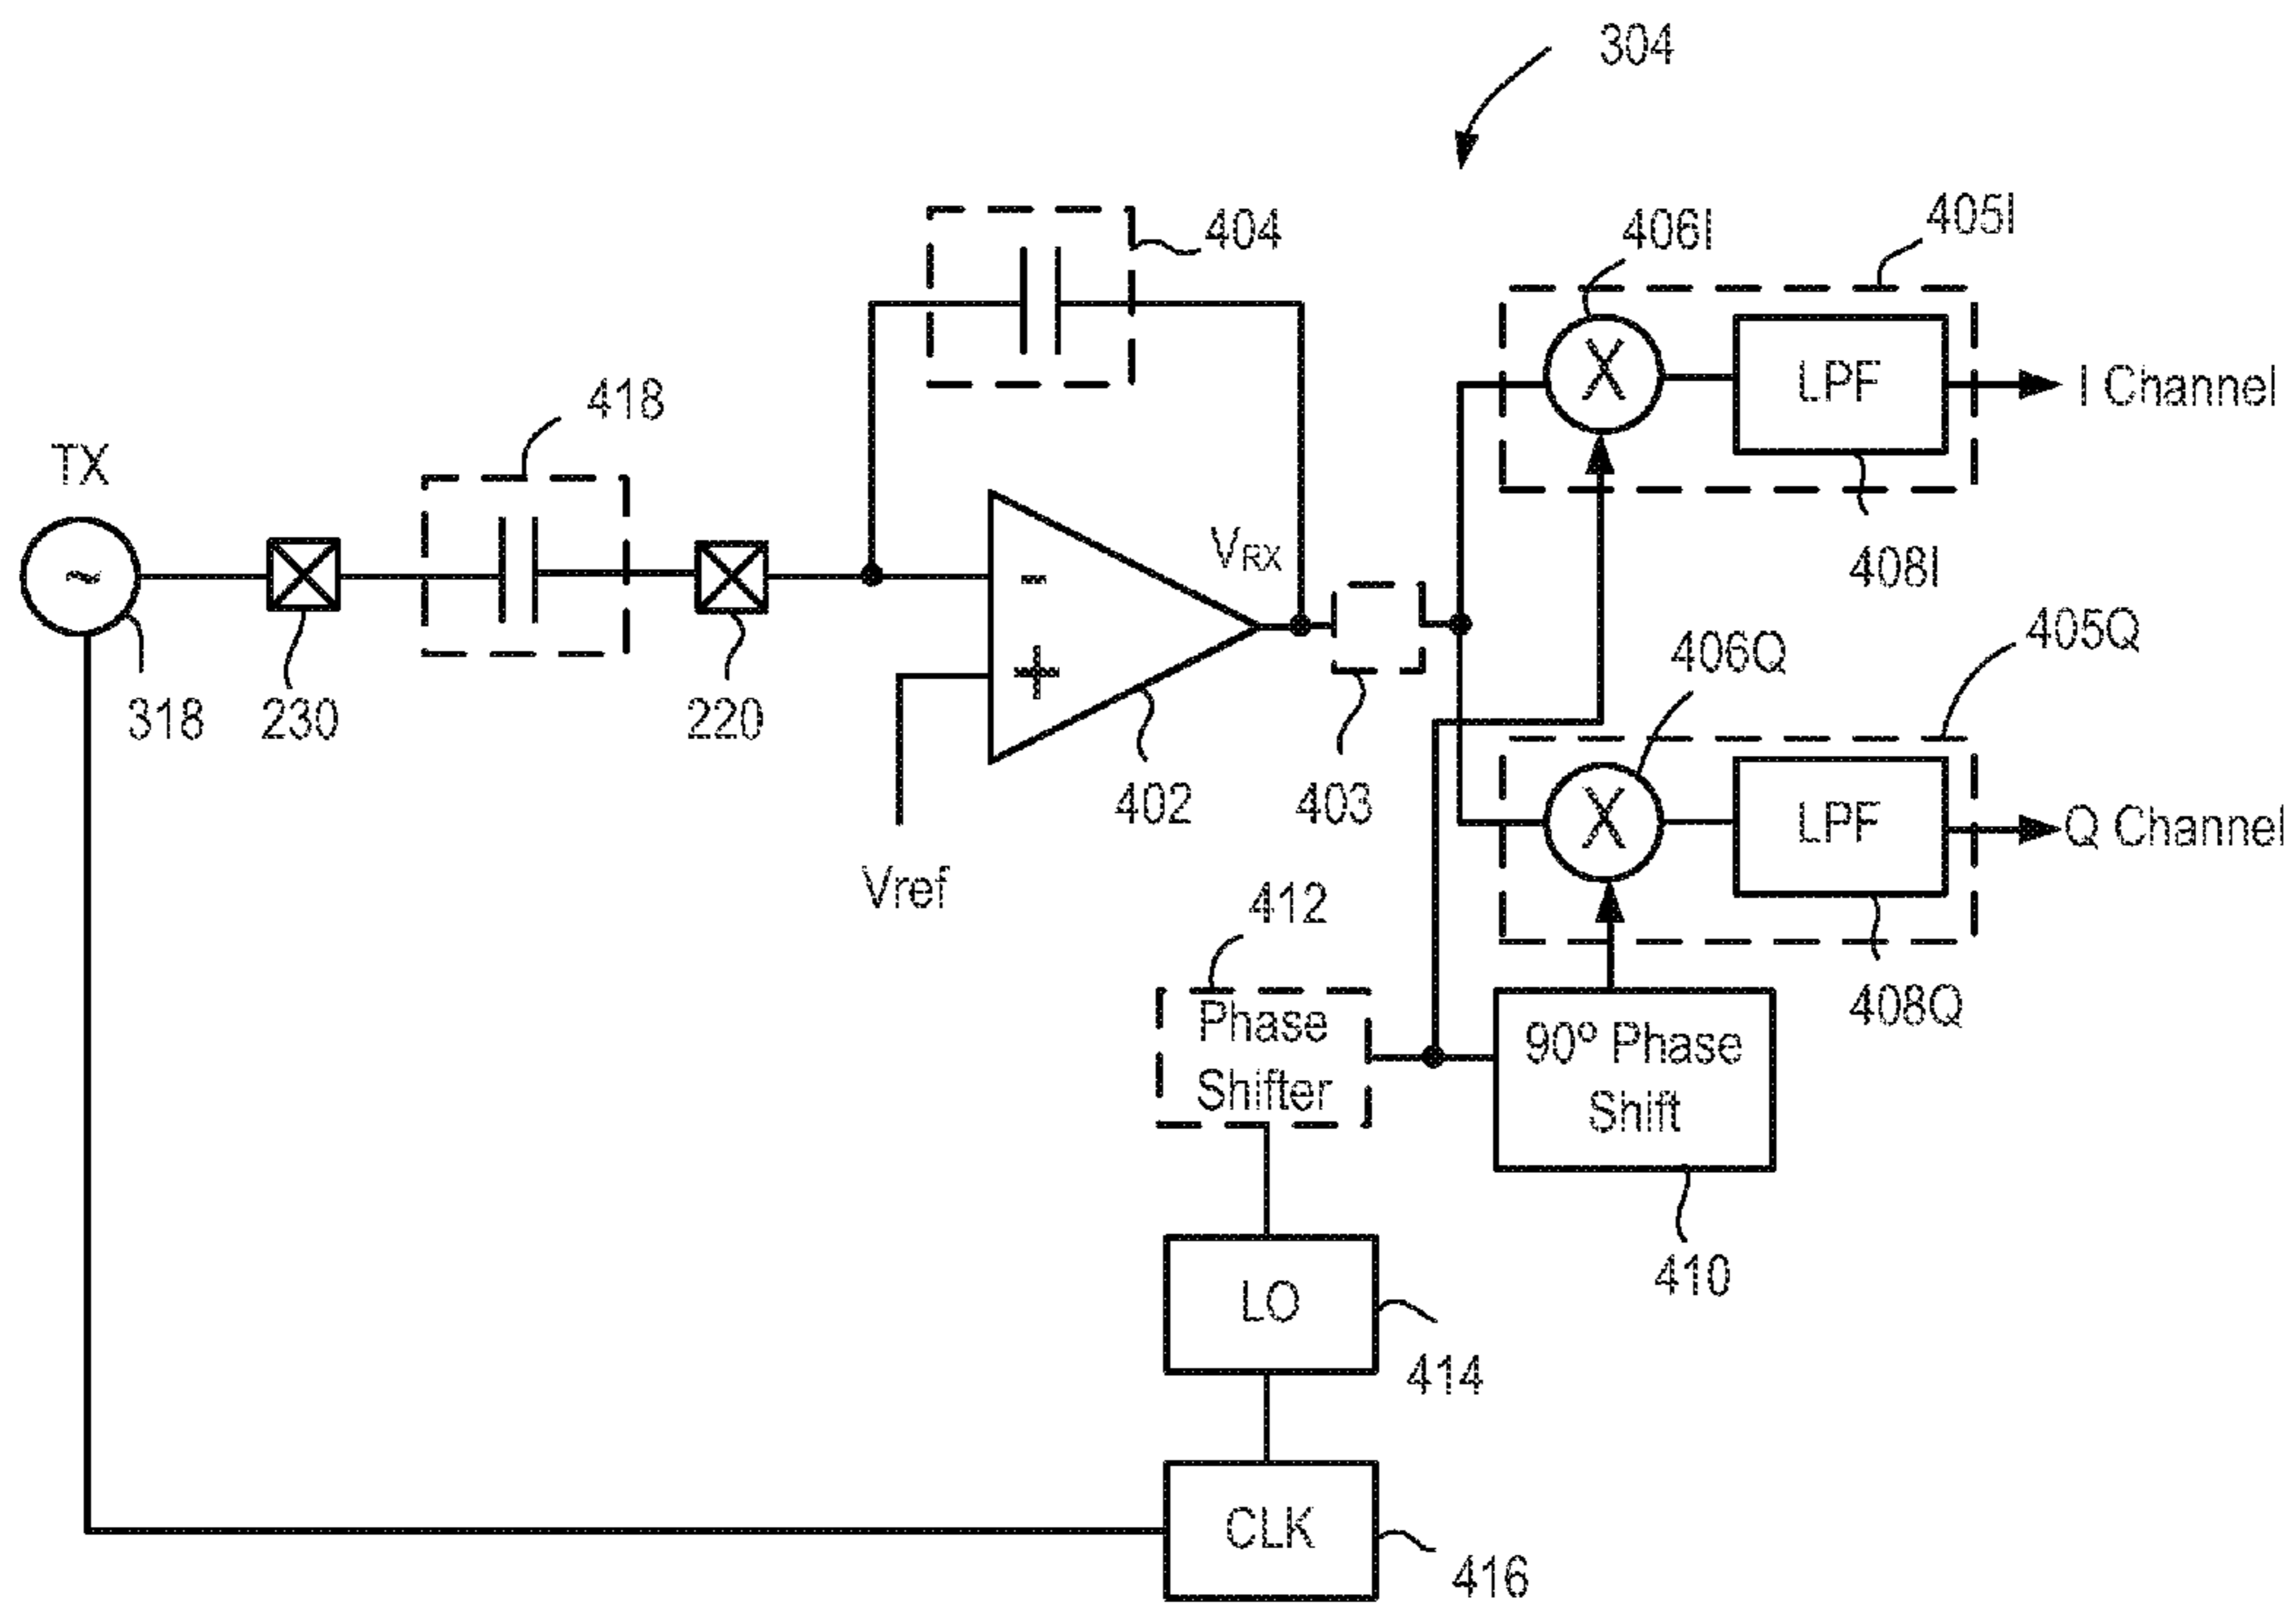 304
405I
406I
404
LPF
I Channel
418
TX
VRX
~
-
408I
405Q
406Q
+
318
230
220
402
403
LPF
Q Channel
Vref
412
408Q
Phase
Shifter
90º Phase
Shift
410
LO
414
CLK
416